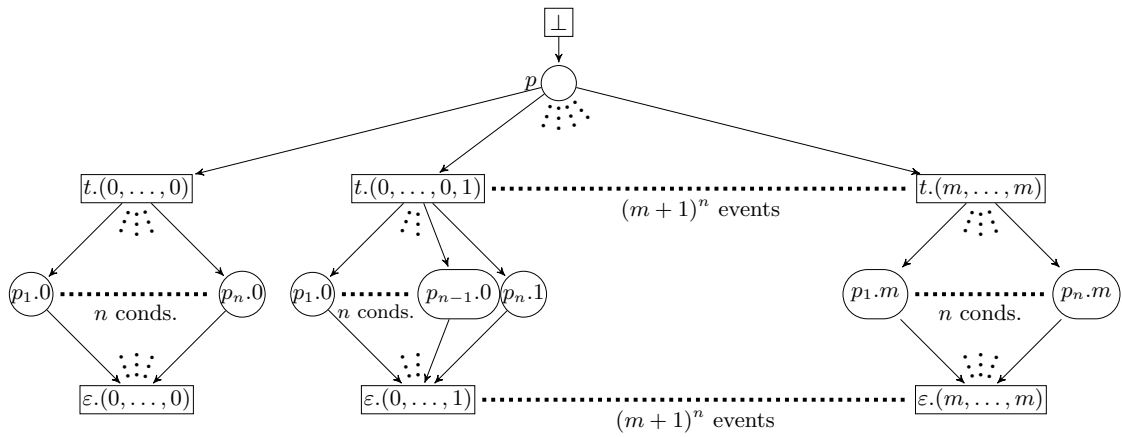 ⊥
p
t.(0, . . . , 0) t.(0, . . . , 0, 1) t.(m, . . . , m)
(m + 1)ⁿ events
p₁.0 pₙ.0 p₁.0 pₙ₋₁.0 pₙ.1 p₁.m pₙ.m
n conds. n conds. n conds.
ε.(0, . . . , 0) ε.(0, . . . , 1) ε.(m, . . . , m)
(m + 1)ⁿ events